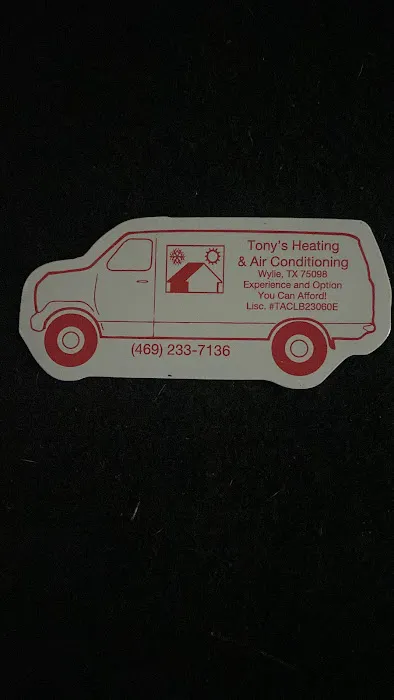 Tony's Heating
& Air Conditioning
Wylie, TX 75098
Experience and Option
You Can Afford!
Lisc. #TACLB23060E
(469) 233-7136